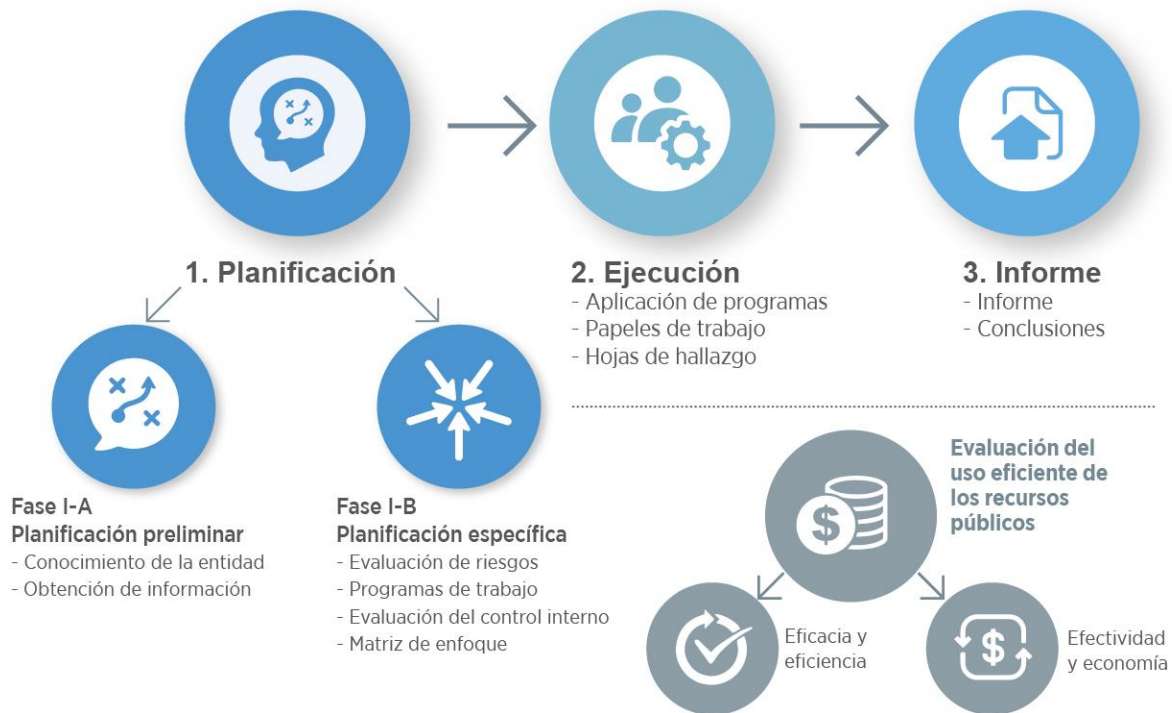 1. Planificación
2. Ejecución
- Aplicación de programas
- Papeles de trabajo
- Hojas de hallazgo
3. Informe
- Informe
- Conclusiones
Fase I-A
Planificación preliminar
- Conocimiento de la entidad
- Obtención de información
Fase I-B
Planificación específica
- Evaluación de riesgos
- Programas de trabajo
- Evaluación del control interno
- Matriz de enfoque
$
Evaluación del
uso eficiente de
los recursos
públicos
Eficacia y
eficiencia
$
Efectividad
y economía